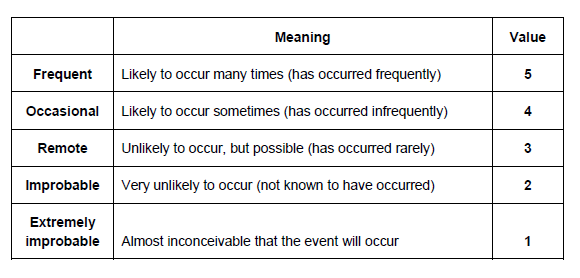 Meaning Value
Frequent Likely to occur many times (has occurred frequently) 5
Occasional Likely to occur sometimes (has occurred infrequently) 4
Remote Unlikely to occur, but possible (has occurred rarely) 3
Improbable Very unlikely to occur (not known to have occurred) 2
Extremely
improbable Almost inconceivable that the event will occur 1